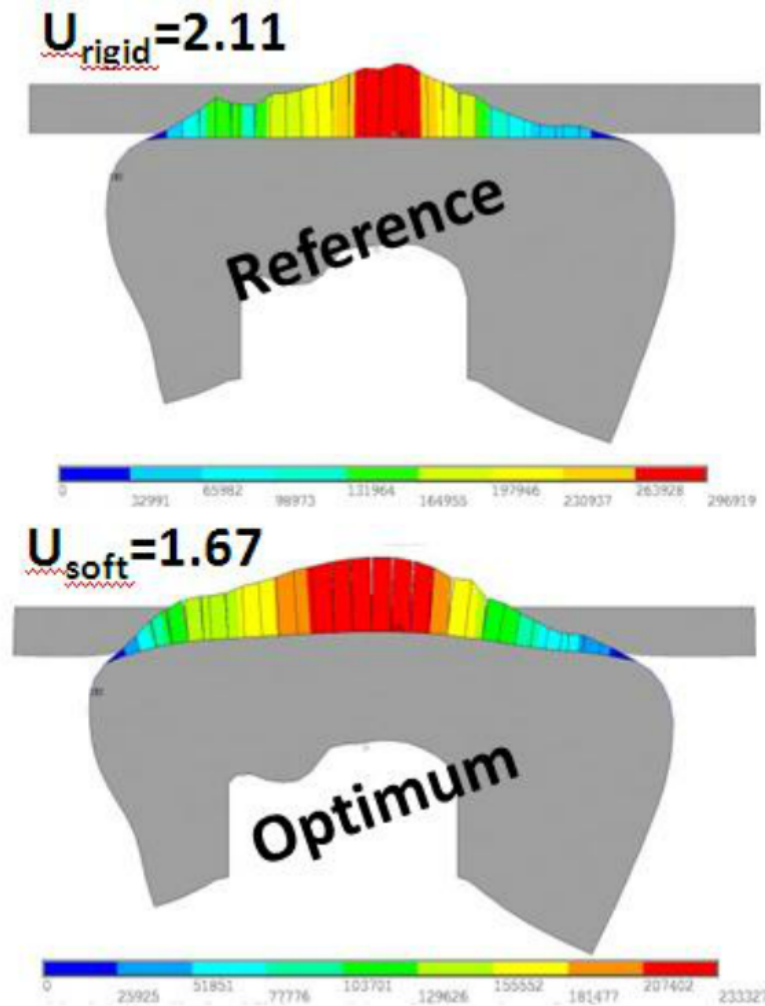 U_rigid=2.11
Reference
0 32991 65982 98973 131964 164955 197946 230937 263928 296919
U_soft=1.67
Optimum
0 25925 51851 77776 103701 129626 155552 181477 207402 233327